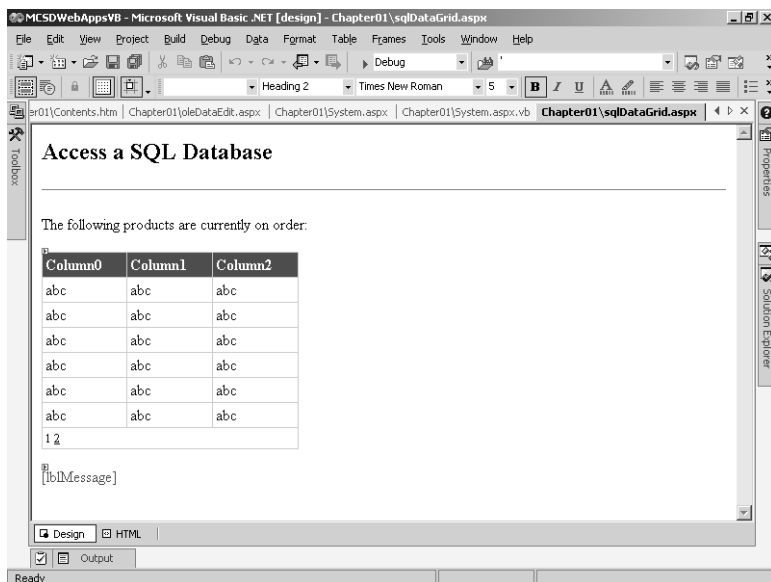 MCSDWebAppsVB - Microsoft Visual Basic .NET [design] - Chapter01\sqlDataGrid.aspx
File Edit View Project Build Debug Data Format Table Frames Tools Window Help
Debug
Heading 2 Times New Roman 5 B I U A
er01\Contents.htm Chapter01\oleDataEdit.aspx Chapter01\System.aspx Chapter01\System.aspx.vb Chapter01\sqlDataGrid.aspx
Toolbox
Properties
Solution Explorer
Access a SQL Database
The following products are currently on order:
Column0 Column1 Column2
abc abc abc
abc abc abc
abc abc abc
abc abc abc
abc abc abc
abc abc abc
1 2
[lblMessage]
Design HTML
Output
Ready